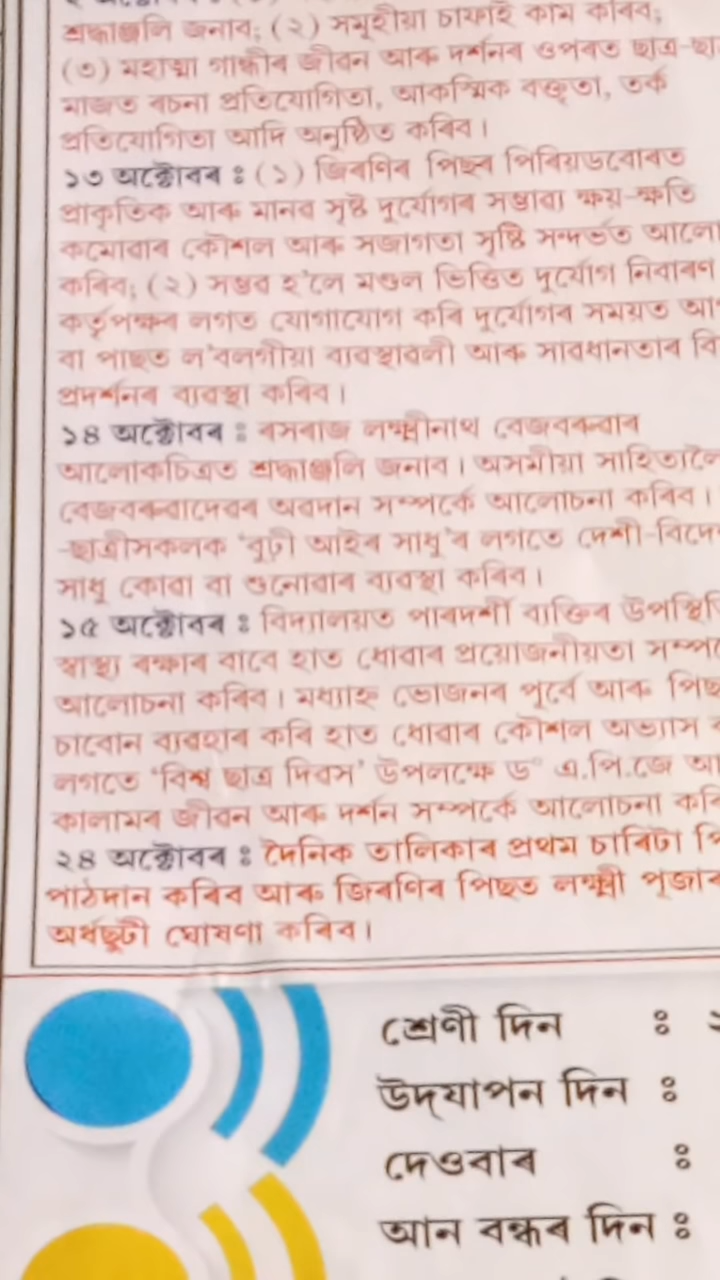 শ্ৰদ্ধাঞ্জলি জনাব; (২) সমূহীয়া চাফাই কাম কৰিব;
(৩) মহাত্মা গান্ধীৰ জীৱন আৰু দৰ্শনৰ ওপৰত ছাত্ৰ-ছা
মাজত ৰচনা প্ৰতিযোগিতা, আকস্মিক বক্তৃতা, তৰ্ক
প্ৰতিযোগিতা আদি অনুষ্ঠিত কৰিব।
১৩ অক্টোবৰ : (১) জিৰণিৰ পিছৰ পিৰিয়ডবোৰত
প্ৰাকৃতিক আৰু মানৱ সৃষ্ট দুৰ্যোগৰ সম্ভাব্য ক্ষয়-ক্ষতি
কমোৱাৰ কৌশল আৰু সজাগতা সৃষ্টি সন্দৰ্ভত আলো
কৰিব; (২) সম্ভৱ হ'লে মণ্ডল ভিত্তিত দুৰ্যোগ নিবাৰণ
কৰ্তৃপক্ষৰ লগত যোগাযোগ কৰি দুৰ্যোগৰ সময়ত আ
বা পাছত ল'বলগীয়া ব্যৱস্থাৱলী আৰু সাৱধানতাৰ বি
প্ৰদৰ্শনৰ ব্যৱস্থা কৰিব।
১৪ অক্টোবৰ : ৰসৰাজ লক্ষ্মীনাথ বেজবৰুৱাৰ
আলোকচিত্ৰত শ্ৰদ্ধাঞ্জলি জনাব। অসমীয়া সাহিত্যলৈ
বেজবৰুৱাদেৱৰ অৱদান সম্পৰ্কে আলোচনা কৰিব।
-ছাত্ৰীসকলক 'বুঢ়ী আইৰ সাধু'ৰ লগতে দেশী-বিদে
সাধু কোৱা বা শুনোৱাৰ ব্যৱস্থা কৰিব।
১৫ অক্টোবৰ : বিদ্যালয়ত পাৰদৰ্শী ব্যক্তিৰ উপস্থি
স্বাস্থ্য ৰক্ষাৰ বাবে হাত ধোৱাৰ প্ৰয়োজনীয়তা সম্প
আলোচনা কৰিব। মধ্যাহ্ন ভোজনৰ পূৰ্বে আৰু পিছ
চাবোন ব্যৱহাৰ কৰি হাত ধোৱাৰ কৌশল অভ্যাস
লগতে 'বিশ্ব ছাত্ৰ দিৱস' উপলক্ষে ড° এ.পি.জে আ
কালামৰ জীৱন আৰু দৰ্শন সম্পৰ্কে আলোচনা কৰি
২৪ অক্টোবৰ : দৈনিক তালিকাৰ প্ৰথম চাৰিটা পি
পাঠদান কৰিব আৰু জিৰণিৰ পিছত লক্ষ্মী পূজাৰ
অৰ্ধছুটী ঘোষণা কৰিব।
শ্ৰেণী দিন :
উদ্‌যাপন দিন :
দেওবাৰ :
আন বন্ধৰ দিন :